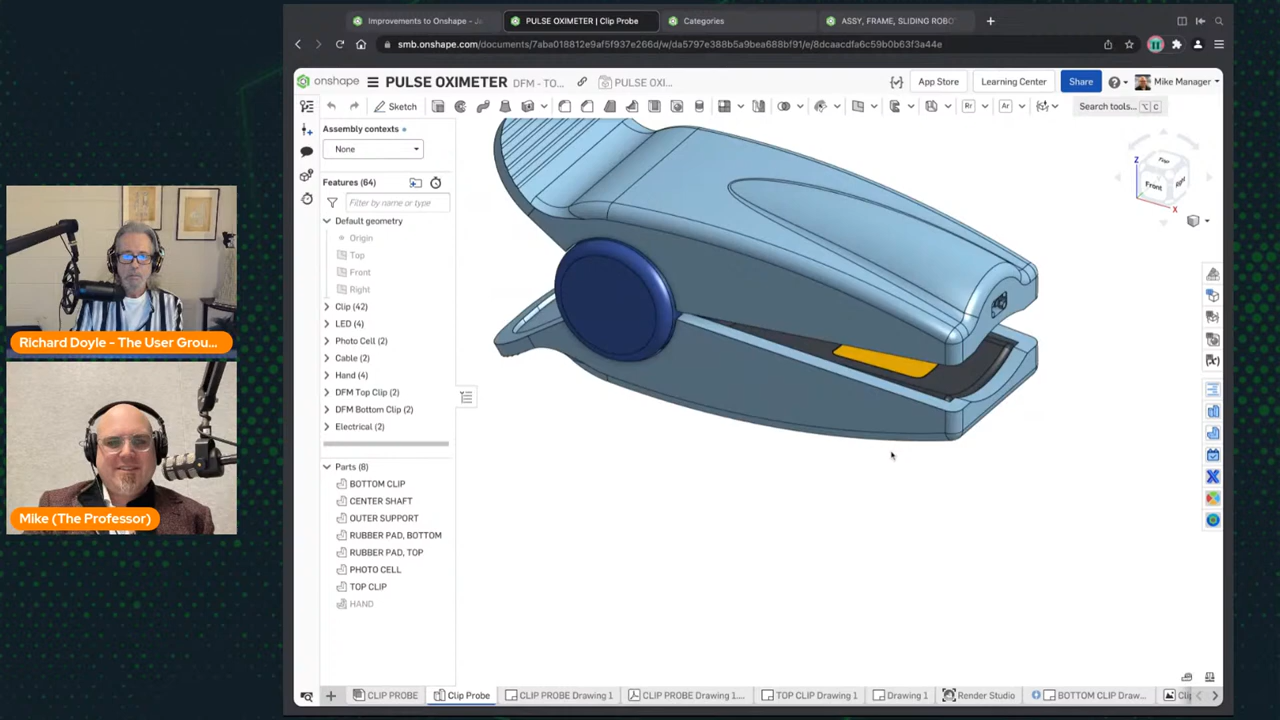 Improvements to Onshape - Ja
PULSE OXIMETER | Clip Probe
Categories
ASSY, FRAME, SLIDING ROBO
smb.onshape.com/documents/7aba018812e9af5f937e266d/w/da5797e388b5a9bea688bf91/e/8dcaacdfa6c59b0b63f3a44e
onshape
PULSE OXIMETER
DFM - TO...
PULSE OXI...
App Store
Learning Center
Share
Mike Manager
Sketch
Search tools...
C
Assembly contexts
None
Features (64)
Filter by name or type
Default geometry
Origin
Top
Front
Right
Clip (42)
LED (4)
Photo Cell (2)
Cable (2)
Hand (4)
DFM Top Clip (2)
DFM Bottom Clip (2)
Electrical (2)
Parts (8)
BOTTOM CLIP
CENTER SHAFT
OUTER SUPPORT
RUBBER PAD, BOTTOM
RUBBER PAD, TOP
PHOTO CELL
TOP CLIP
HAND
Z
Top
Front
Right
X
Richard Doyle - The User Grou...
Mike (The Professor)
CLIP PROBE
Clip Probe
CLIP PROBE Drawing 1
CLIP PROBE Drawing 1...
TOP CLIP Drawing 1
Drawing 1
Render Studio
BOTTOM CLIP Draw...
Cli